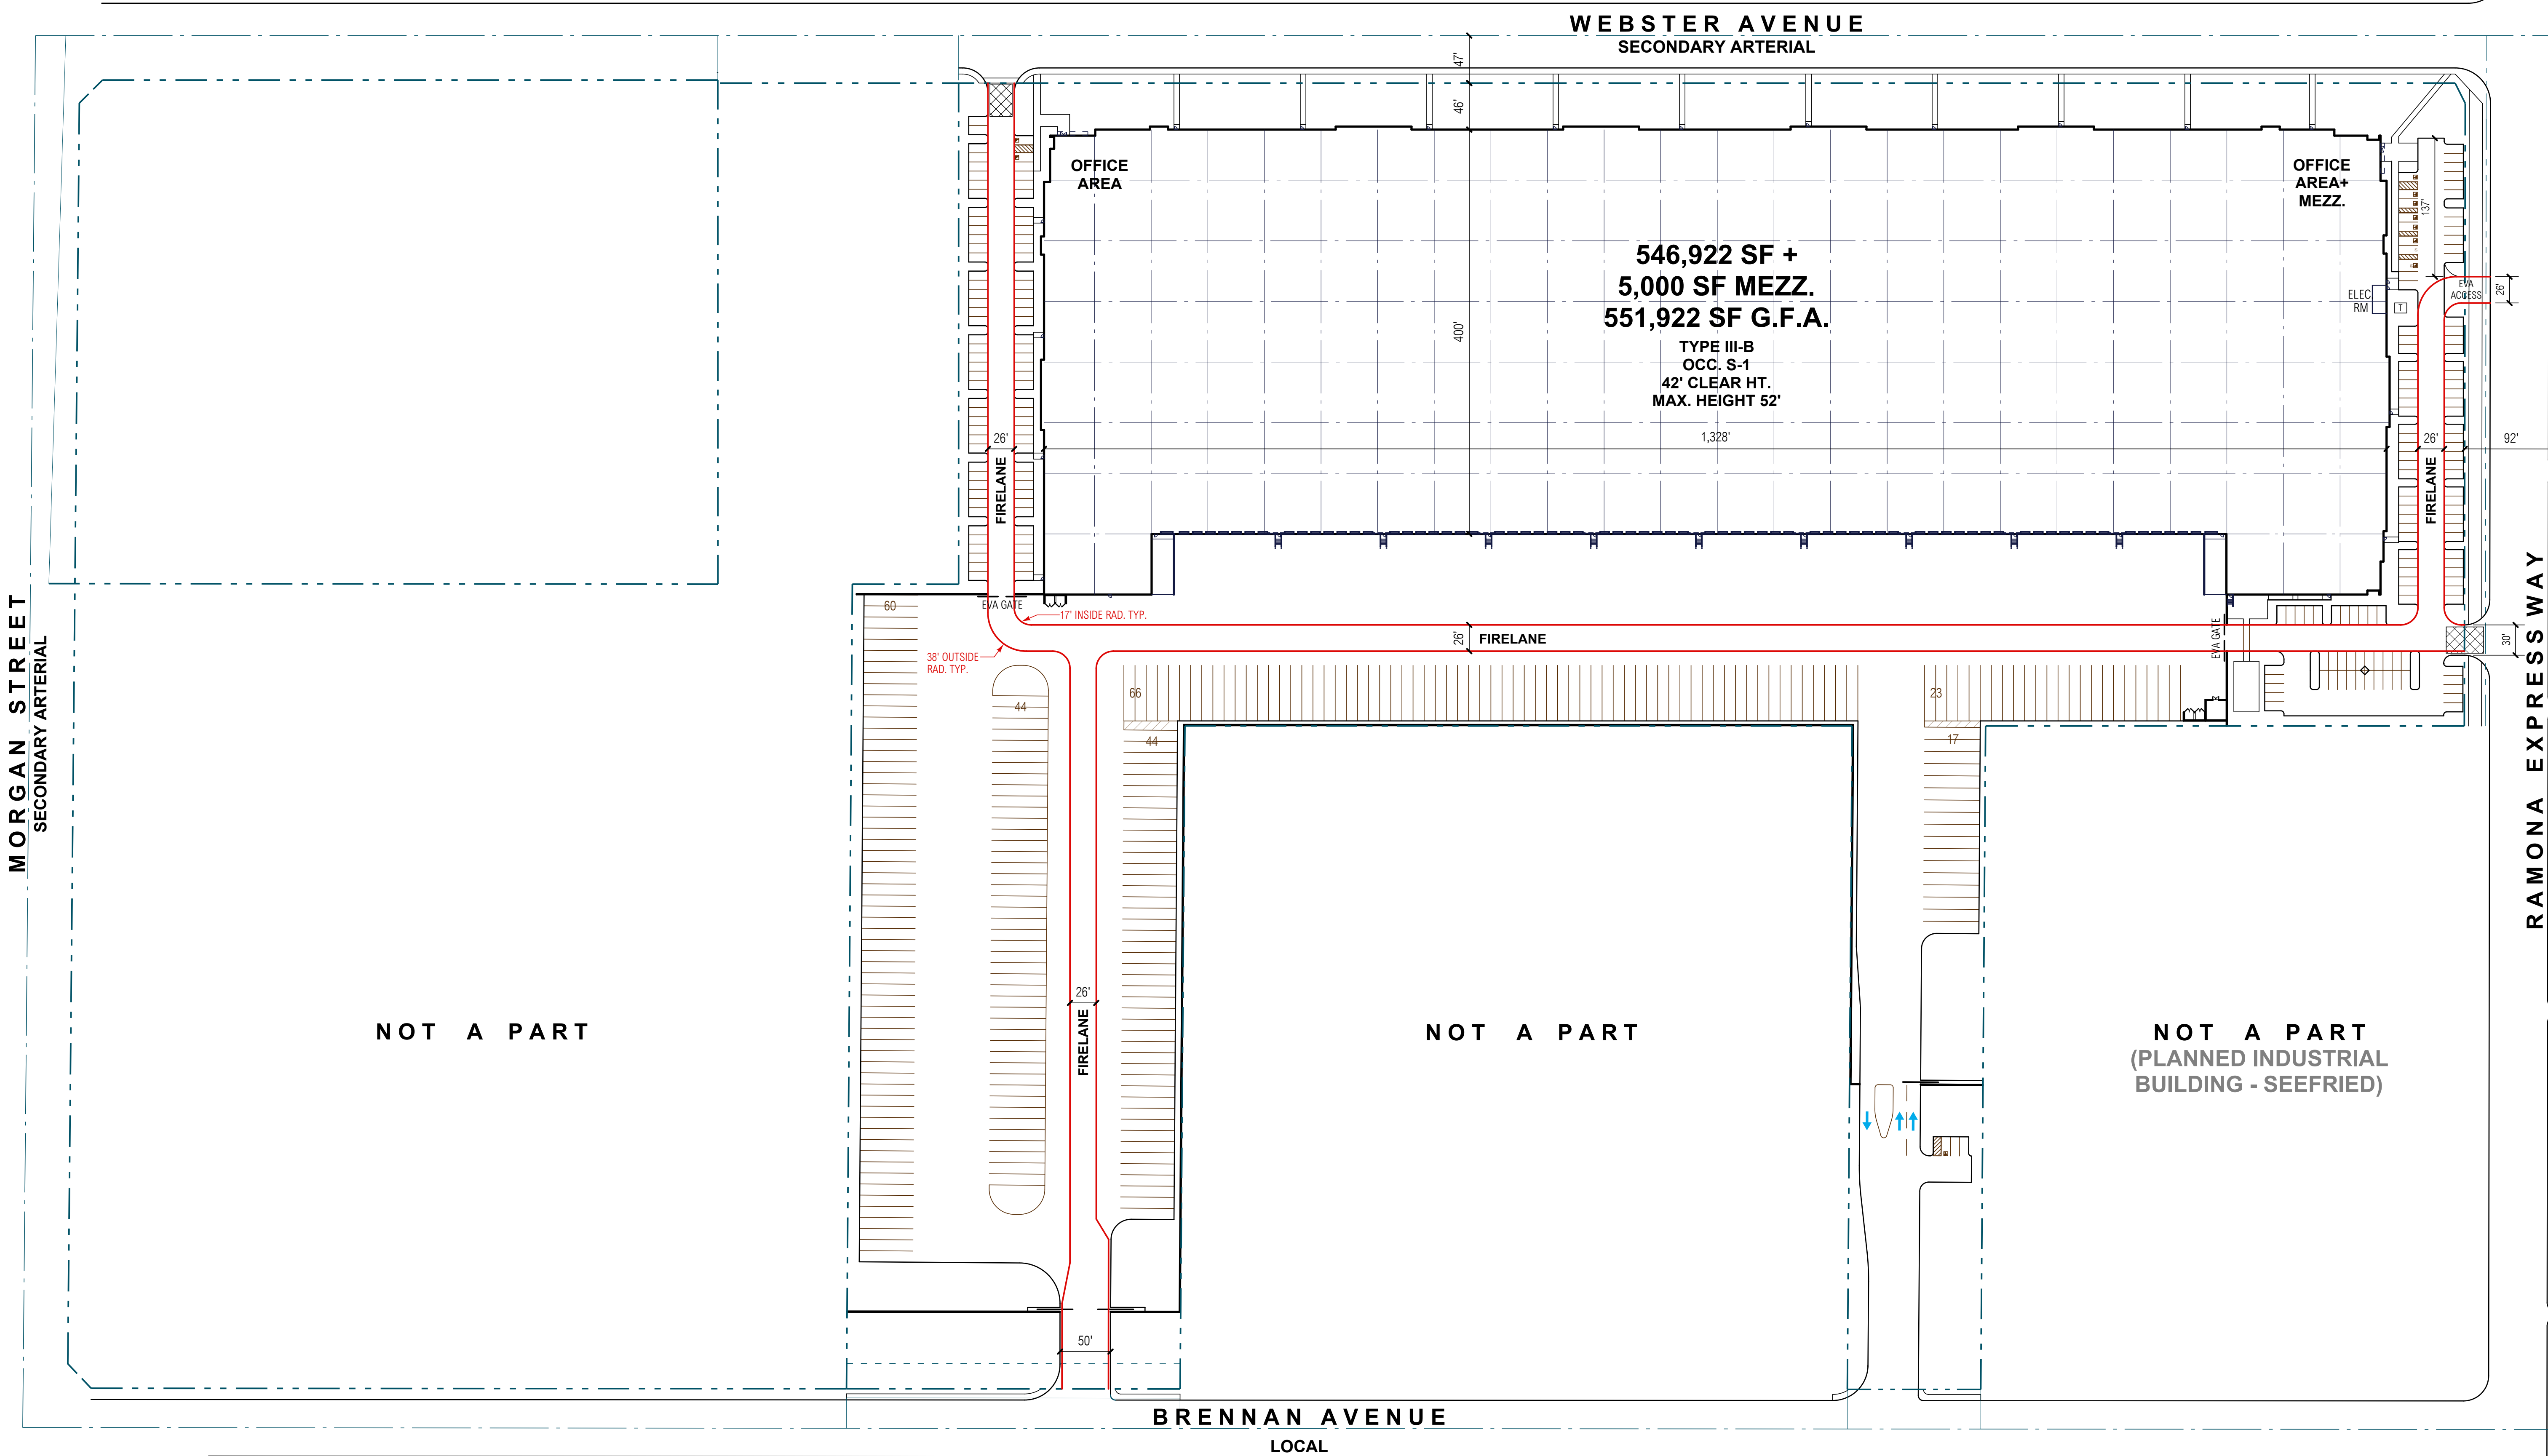 WEBSTER AVENUE
SECONDARY ARTERIAL
47'
46'
OFFICE
AREA
OFFICE
AREA+
MEZZ.
137'
546,922 SF +
5,000 SF MEZZ.
551,922 SF G.F.A.
TYPE III-B
OCC. S-1
42' CLEAR HT.
MAX. HEIGHT 52'
400'
ELEC
RM
T
EVA
ACCESS
26'
26'
FIRELANE
1,328'
26'
FIRELANE
92'
60
EVA GATE
17' INSIDE RAD. TYP.
38' OUTSIDE
RAD. TYP.
26'
FIRELANE
EVA GATE
30'
44
66
44
23
17
MORGAN STREET
SECONDARY ARTERIAL
RAMONA EXPRESSWAY
26'
FIRELANE
NOT A PART
NOT A PART
NOT A PART
(PLANNED INDUSTRIAL
BUILDING - SEEFRIED)
50'
BRENNAN AVENUE
LOCAL